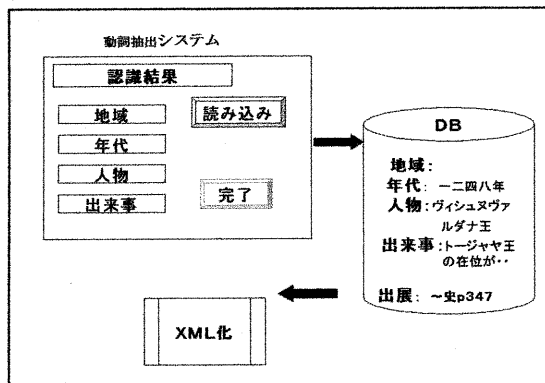 動詞抽出システム
認識結果
地域
読み込み
年代
人物
完了
出来事
DB
地域:
年代: 一二四八年
人物:ヴィシュヌヴァ
ルダナ王
出来事:トージャヤ王
の在位が・・
出展: ~史p347
XML化